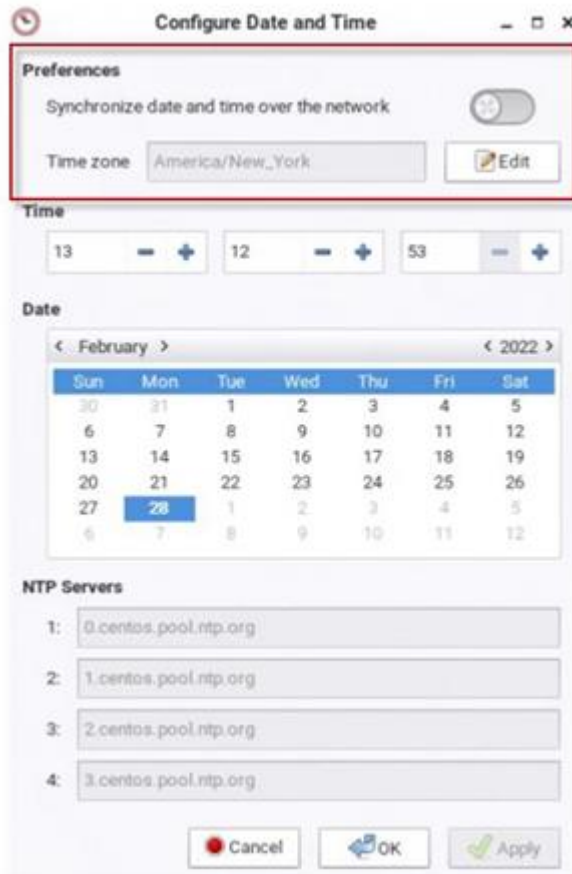 Configure Date and Time
Preferences
Synchronize date and time over the network
Time zone America/New_York Edit
Time
13 12 53
Date
< February > < 2022 >
Sun Mon Tue Wed Thu Fri Sat
30 31 1 2 3 4 5
6 7 8 9 10 11 12
13 14 15 16 17 18 19
20 21 22 23 24 25 26
27 28 1 2 3 4 5
6 7 8 9 10 11 12
NTP Servers
1: 0.centos.pool.ntp.org
2: 1.centos.pool.ntp.org
3: 2.centos.pool.ntp.org
4: 3.centos.pool.ntp.org
Cancel OK Apply